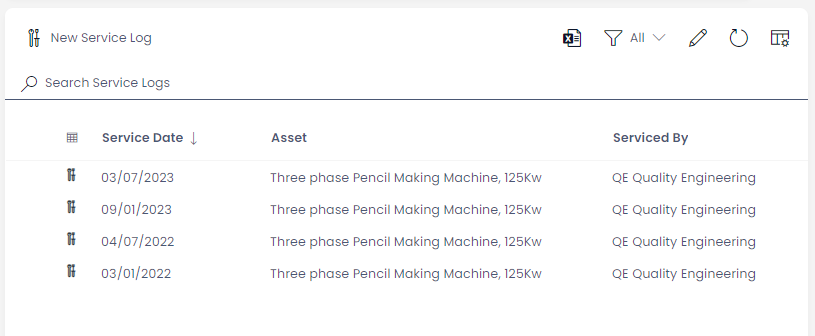 New Service Log All
Search Service Logs
Service Date Asset Serviced By
03/07/2023 Three phase Pencil Making Machine, 125Kw QE Quality Engineering
09/01/2023 Three phase Pencil Making Machine, 125Kw QE Quality Engineering
04/07/2022 Three phase Pencil Making Machine, 125Kw QE Quality Engineering
03/01/2022 Three phase Pencil Making Machine, 125Kw QE Quality Engineering